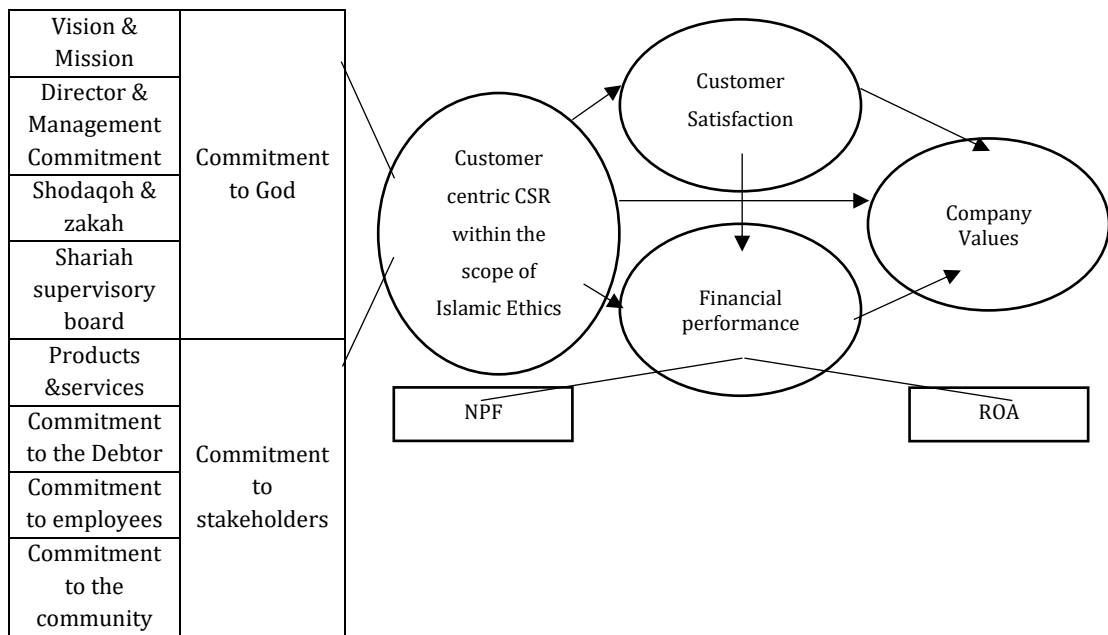 Vision &
Mission
Director &
Management
Commitment
Shodaqoh &
zakah
Shariah
supervisory
board
Commitment
to God
Products
&services
Commitment
to the Debtor
Commitment
to employees
Commitment
to the
community
Commitment
to
stakeholders
Customer
centric CSR
within the
scope of
Islamic Ethics
Customer
Satisfaction
Financial
performance
Company
Values
NPF
ROA